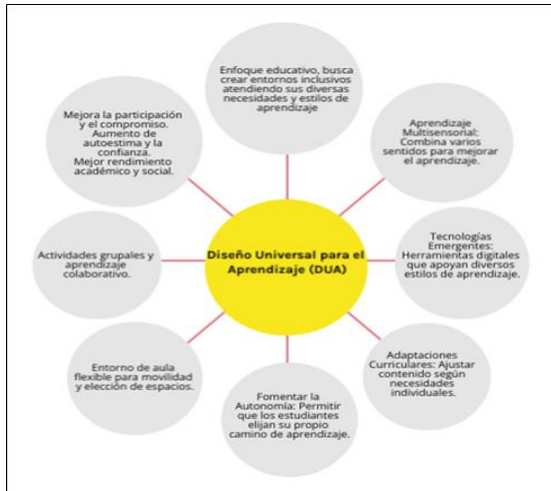 Enfoque educativo, busca
crear entornos inclusivos
atendiendo sus diversas
necesidades y estilos de
aprendizaje
Mejora la participación
y el compromiso.
Aumento de
autoestima y la
confianza.
Mejor rendimiento
académico y social.
Aprendizaje
Multisensorial:
Combina varios
sentidos para mejorar
el aprendizaje.
Diseño Universal para el
Aprendizaje (DUA)
Actividades grupales y
aprendizaje
colaborativo.
Tecnologías
Emergentes:
Herramientas digitales
que apoyan diversos
estilos de aprendizaje.
Entorno de aula
flexible para movilidad
y elección de espacios.
Adaptaciones
Curriculares: Ajustar
contenido según
necesidades
individuales.
Fomentar la
Autonomía: Permitir
que los estudiantes
elijan su propio
camino de aprendizaje.